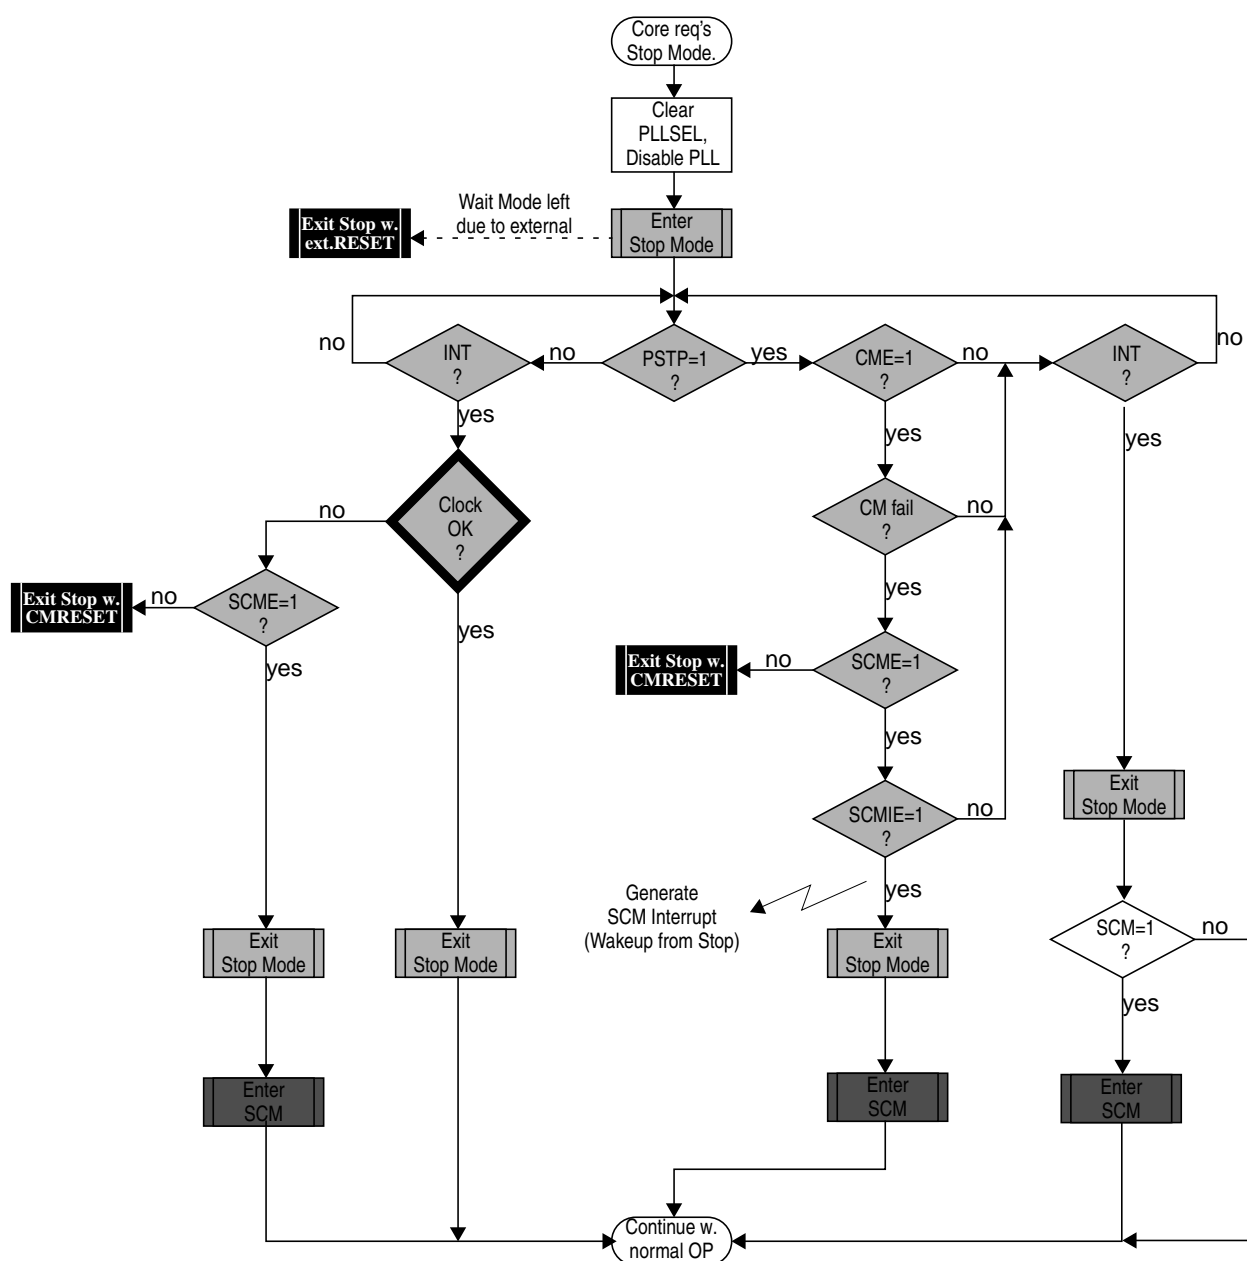 Core req's
Stop Mode.
Clear
PLLSEL,
Disable PLL
Wait Mode left
due to external
Exit Stop w.
ext.RESET
Enter
Stop Mode
no
INT
?
no
PSTP=1
?
yes
CME=1
?
no
INT
?
no
yes
yes
yes
Clock
OK
?
no
CM fail
?
no
Exit Stop w.
CMRESET
no
SCME=1
?
yes
yes
yes
Exit Stop w.
CMRESET
no
SCME=1
?
yes
SCMIE=1
?
no
Exit
Stop Mode
Generate
SCM Interrupt
(Wakeup from Stop)
yes
SCM=1
?
no
Exit
Stop Mode
Exit
Stop Mode
Exit
Stop Mode
yes
Enter
SCM
Enter
SCM
Enter
SCM
Continue w.
normal OP